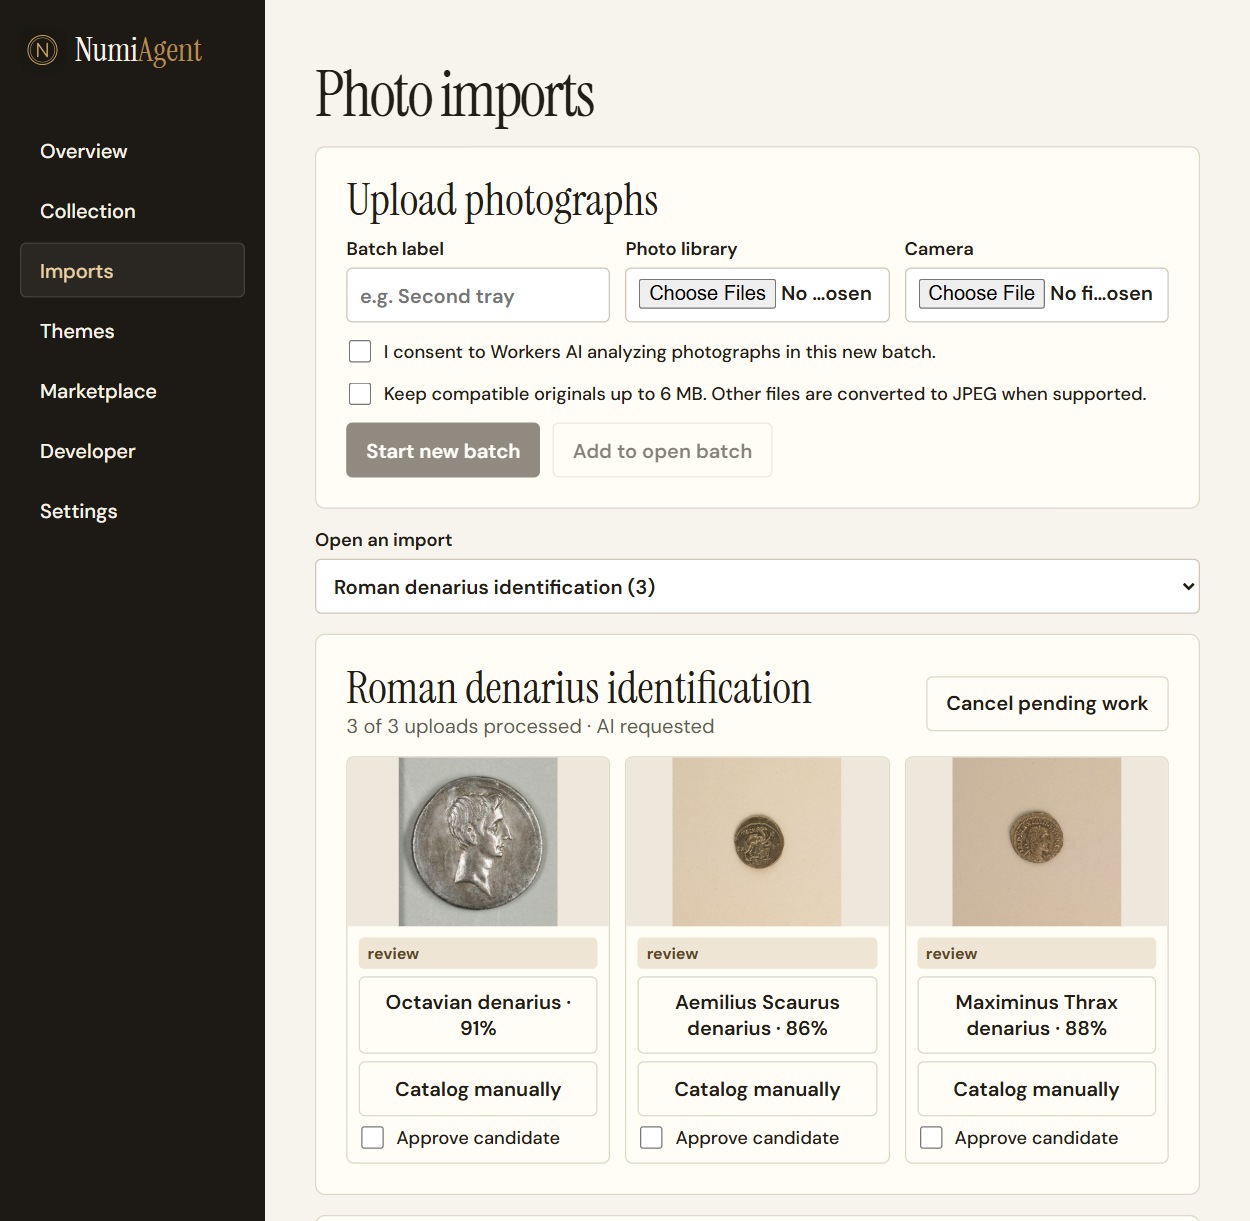 N NumiAgent
Overview
Collection
Imports
Themes
Marketplace
Developer
Settings
Photo imports
Upload photographs
Batch label
Photo library
Camera
e.g. Second tray
Choose Files No ...osen
Choose File No fi...osen
I consent to Workers AI analyzing photographs in this new batch.
Keep compatible originals up to 6 MB. Other files are converted to JPEG when supported.
Start new batch
Add to open batch
Open an import
Roman denarius identification (3)
Roman denarius identification
3 of 3 uploads processed · AI requested
Cancel pending work
review
Octavian denarius ·
91%
Catalog manually
Approve candidate
review
Aemilius Scaurus
denarius · 86%
Catalog manually
Approve candidate
review
Maximinus Thrax
denarius · 88%
Catalog manually
Approve candidate